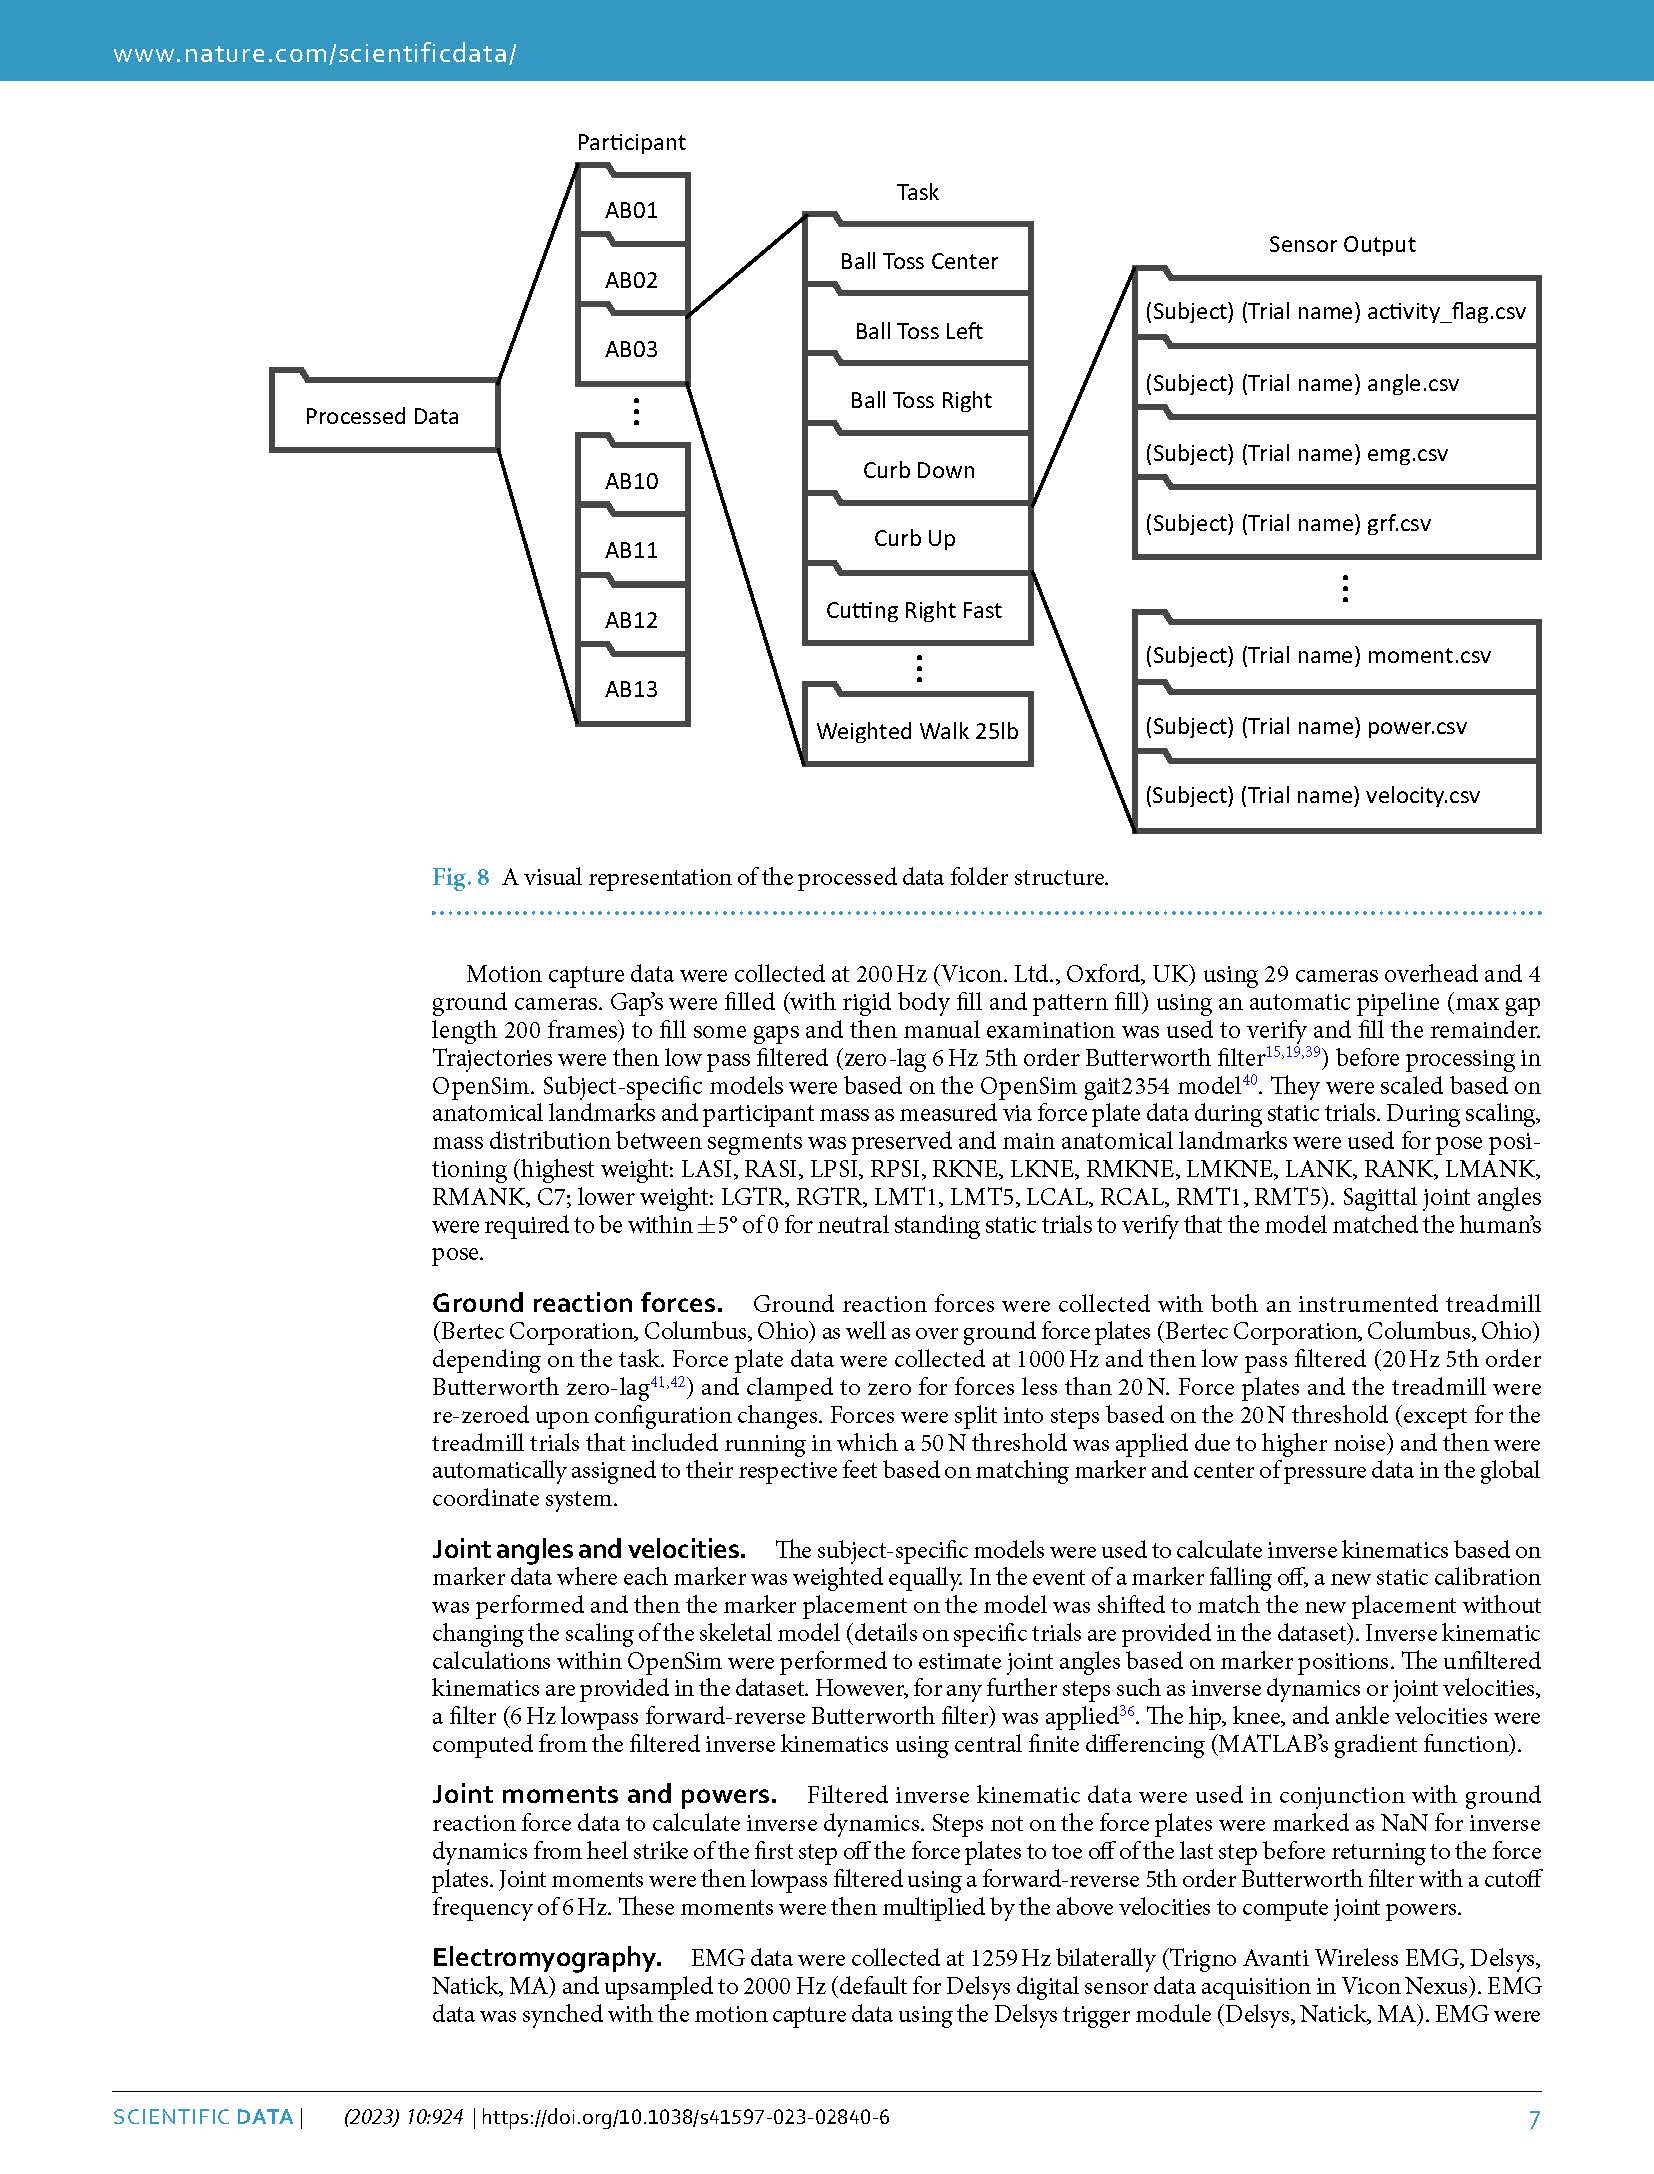 www.nature.com/scientificdata/
Participant
AB01
AB02
AB03
AB10
AB11
AB12
AB13
Processed Data
Task
Ball Toss Center
Ball Toss Left
Ball Toss Right
Curb Down
Curb Up
Cutting Right Fast
Weighted Walk 25lb
Sensor Output
(Subject) (Trial name) activity_flag.csv
(Subject) (Trial name) angle.csv
(Subject) (Trial name) emg.csv
(Subject) (Trial name) grf.csv
(Subject) (Trial name) moment.csv
(Subject) (Trial name) power.csv
(Subject) (Trial name) velocity.csv
Fig. 8 A visual representation of the processed data folder structure.
Motion capture data were collected at 200 Hz (Vicon. Ltd., Oxford, UK) using 29 cameras overhead and 4
ground cameras. Gap's were filled (with rigid body fill and pattern fill) using an automatic pipeline (max gap
length 200 frames) to fill some gaps and then manual examination was used to verify and fill the remainder.
Trajectories were then low pass filtered (zero-lag 6 Hz 5th order Butterworth filter15,19,39) before processing in
OpenSim. Subject-specific models were based on the OpenSim gait2354 model40. They were scaled based on
anatomical landmarks and participant mass as measured via force plate data during static trials. During scaling,
mass distribution between segments was preserved and main anatomical landmarks were used for pose posi-
tioning (highest weight: LASI, RASI, LPSI, RPSI, RKNE, LKNE, RMKNE, LMKNE, LANK, RANK, LMANK,
RMANK, C7; lower weight: LGTR, RGTR, LMT1, LMT5, LCAL, RCAL, RMT1, RMT5). Sagittal joint angles
were required to be within ±5° of 0 for neutral standing static trials to verify that the model matched the human's
pose.
Ground reaction forces. Ground reaction forces were collected with both an instrumented treadmill
(Bertec Corporation, Columbus, Ohio) as well as over ground force plates (Bertec Corporation, Columbus, Ohio)
depending on the task. Force plate data were collected at 1000 Hz and then low pass filtered (20 Hz 5th order
Butterworth zero-lag41,42) and clamped to zero for forces less than 20 N. Force plates and the treadmill were
re-zeroed upon configuration changes. Forces were split into steps based on the 20 N threshold (except for the
treadmill trials that included running in which a 50 N threshold was applied due to higher noise) and then were
automatically assigned to their respective feet based on matching marker and center of pressure data in the global
coordinate system.
Joint angles and velocities. The subject-specific models were used to calculate inverse kinematics based on
marker data where each marker was weighted equally. In the event of a marker falling off, a new static calibration
was performed and then the marker placement on the model was shifted to match the new placement without
changing the scaling of the skeletal model (details on specific trials are provided in the dataset). Inverse kinematic
calculations within OpenSim were performed to estimate joint angles based on marker positions. The unfiltered
kinematics are provided in the dataset. However, for any further steps such as inverse dynamics or joint velocities,
a filter (6 Hz lowpass forward-reverse Butterworth filter) was applied36. The hip, knee, and ankle velocities were
computed from the filtered inverse kinematics using central finite differencing (MATLAB's gradient function).
Joint moments and powers. Filtered inverse kinematic data were used in conjunction with ground
reaction force data to calculate inverse dynamics. Steps not on the force plates were marked as NaN for inverse
dynamics from heel strike of the first step off the force plates to toe off of the last step before returning to the force
plates. Joint moments were then lowpass filtered using a forward-reverse 5th order Butterworth filter with a cutoff
frequency of 6 Hz. These moments were then multiplied by the above velocities to compute joint powers.
Electromyography. EMG data were collected at 1259 Hz bilaterally (Trigno Avanti Wireless EMG, Delsys,
Natick, MA) and upsampled to 2000 Hz (default for Delsys digital sensor data acquisition in Vicon Nexus). EMG
data was synched with the motion capture data using the Delsys trigger module (Delsys, Natick, MA). EMG were
SCIENTIFIC DATA | (2023) 10:924 | https://doi.org/10.1038/s41597-023-02840-6 7